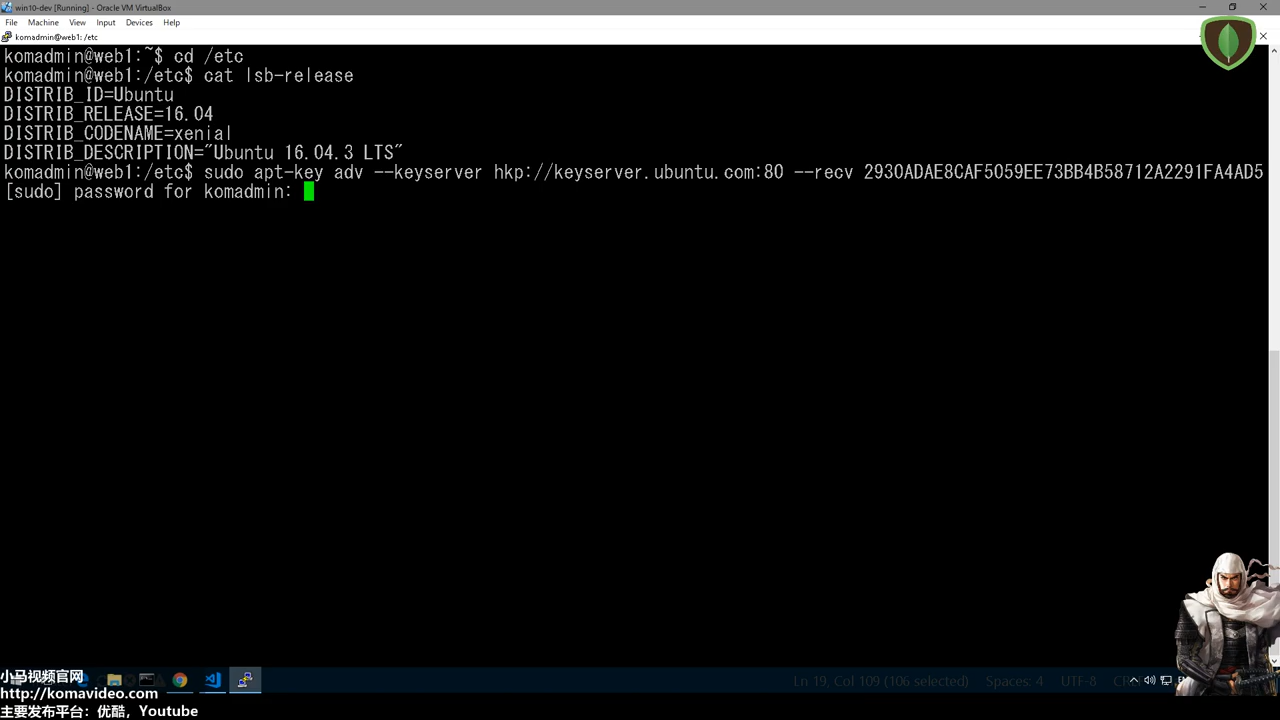 win10-dev [Running] - Oracle VM VirtualBox
File Machine View Input Devices Help
komadmin@web1: /etc
komadmin@web1:~$ cd /etc
komadmin@web1:/etc$ cat lsb-release
DISTRIB_ID=Ubuntu
DISTRIB_RELEASE=16.04
DISTRIB_CODENAME=xenial
DISTRIB_DESCRIPTION="Ubuntu 16.04.3 LTS"
komadmin@web1:/etc$ sudo apt-key adv --keyserver hkp://keyserver.ubuntu.com:80 --recv 2930ADAE8CAF5059EE73BB4B58712A2291FA4AD5
[sudo] password for komadmin:
小马视频官网
http://komavideo.com
主要发布平台：优酷，Youtube
Ln 19, Col 109 (106 selected) Spaces: 4 UTF-8